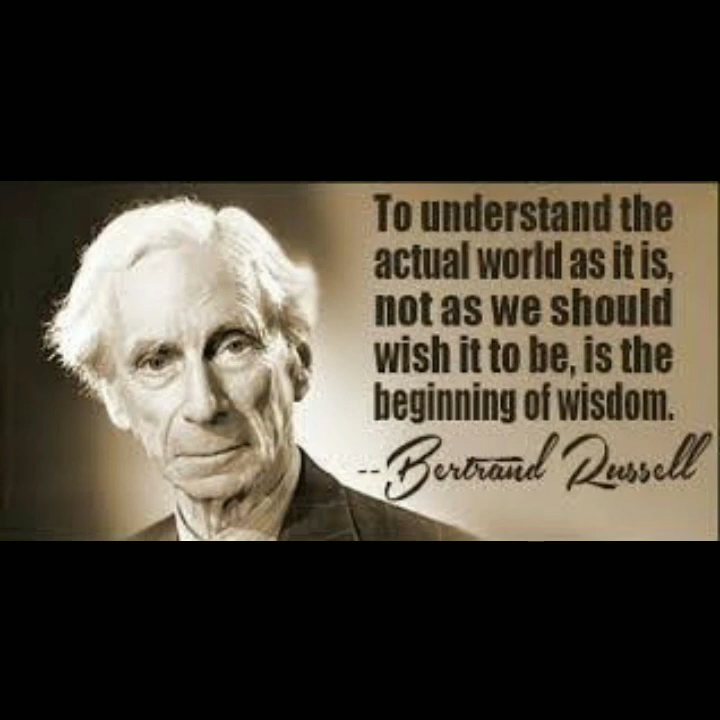 To understand the
actual world as it is,
not as we should
wish it to be, is the
beginning of wisdom.
-- Bertrand Russell